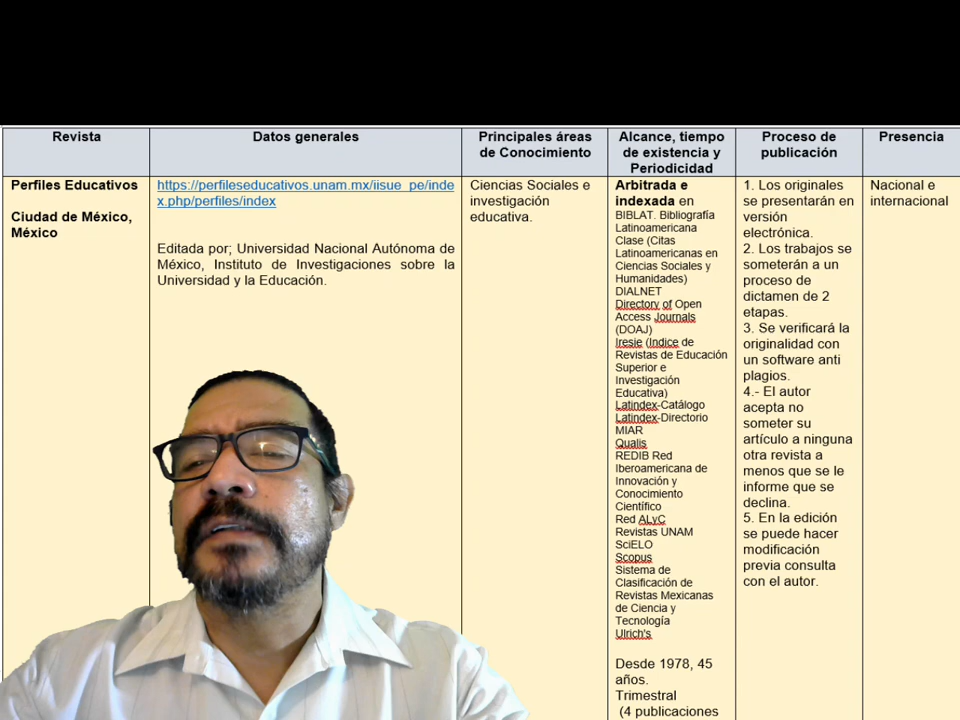 Revista
Datos generales
Principales áreas
de Conocimiento
Alcance, tiempo
de existencia y
Periodicidad
Proceso de
publicación
Presencia
Perfiles Educativos
Ciudad de México,
México
https://perfileseducativos.unam.mx/iisue_pe/inde
x.php/perfiles/index
Editada por; Universidad Nacional Autónoma de
México, Instituto de Investigaciones sobre la
Universidad y la Educación.
Ciencias Sociales e
investigación
educativa.
Arbitrada e
indexada en
BIBLAT. Bibliografía
Latinoamericana
Clase (Citas
Latinoamericanas en
Ciencias Sociales y
Humanidades)
DIALNET
Directory of Open
Access Journals
(DOAJ)
Iresie (Indice de
Revistas de Educación
Superior e
Investigación
Educativa)
Latindex-Catálogo
Latindex-Directorio
MIAR
Qualis
REDIB Red
Iberoamericana de
Innovación y
Conocimiento
Científico
Red ALyC
Revistas UNAM
SciELO
Scopus
Sistema de
Clasificación de
Revistas Mexicanas
de Ciencia y
Tecnología
Ulrich's
Desde 1978, 45
años.
Trimestral
(4 publicaciones
1. Los originales
se presentarán en
versión
electrónica.
2. Los trabajos se
someterán a un
proceso de
dictamen de 2
etapas.
3. Se verificará la
originalidad con
un software anti
plagios.
4.- El autor
acepta no
someter su
artículo a ninguna
otra revista a
menos que se le
informe que se
declina.
5. En la edición
se puede hacer
modificación
previa consulta
con el autor.
Nacional e
internacional